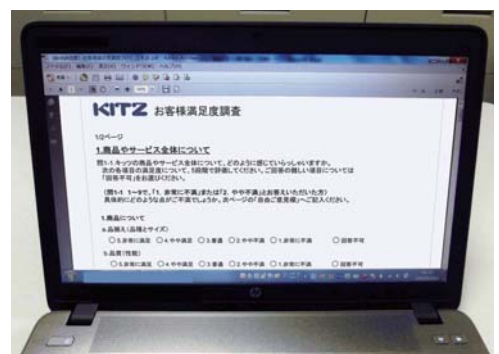 KITZ お客様満足度調査
1/2ページ
1.商品やサービス全体について
問1-1.キッツの商品やサービス全体について、どのように感じていらっしゃいますか。
次の各項目の満足度について、5段階で評価してください。ご回答の難しい項目については
「回答不可」をお選びください。
(問1-1 1～9で、「1. 非常に不満」または「2. やや不満」とお答えいただいた方)
具体的にどのような点がご不満でしょうか。次ページの「自由ご意見欄」へご記入ください。
1.商品について
a.品揃え(品種とサイズ)
○5.非常に満足 ○4.やや満足 ○3.普通 ○2.やや不満 ○1.非常に不満 ○回答不可
b.品質(性能)
○5.非常に満足 ○4.やや満足 ○3.普通 ○2.やや不満 ○1.非常に不満 ○回答不可
hp